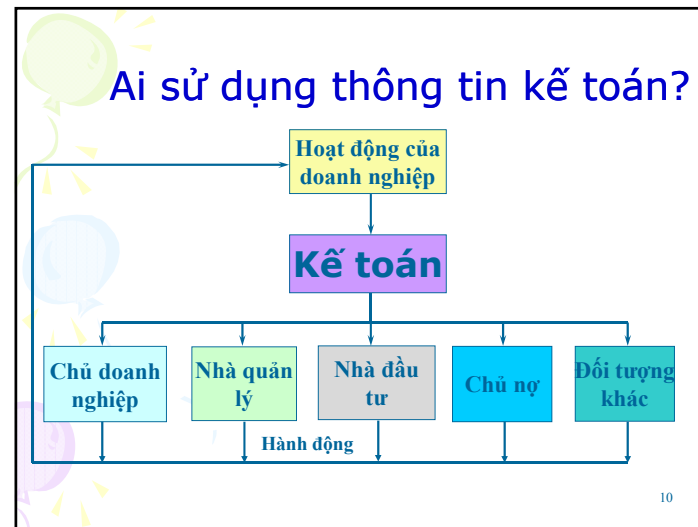 Ai sử dụng thông tin kế toán?
Hoạt động của
doanh nghiệp
Kế toán
Chủ doanh
nghiệp
Nhà quản
lý
Nhà đầu
tư
Chủ nợ
Đối tượng
khác
Hành động
10